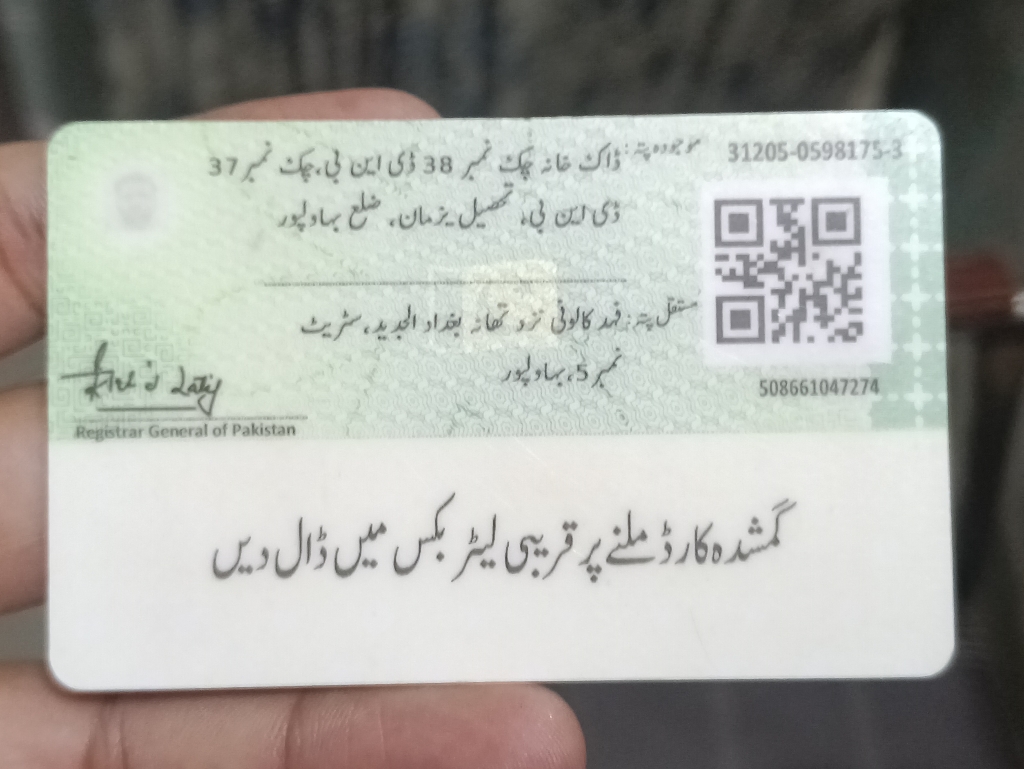 موجودہ پتہ: ڈاک خانہ چک نمبر 38 ڈی این بی، چک نمبر 37
ڈی این بی، تحصیل یزمان، ضلع بہاولپور
31205-0598175-3
مستقل پتہ: فہد کالونی نزد تھانہ بغداد الجدید، سٹریٹ
نمبر 5، بہاولپور
508661047274
Registrar General of Pakistan
گمشدہ کارڈ ملنے پر قریبی لیٹر بکس میں ڈال دیں